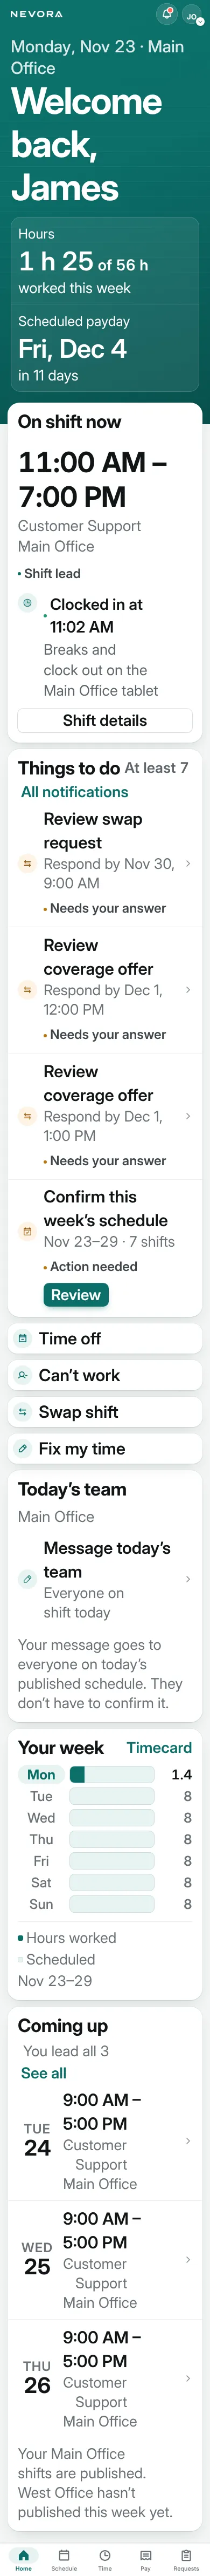 NEVORA
JO
Monday, Nov 23 · Main
Office
Welcome
back,
James
Hours
1 h 25 of 56 h
worked this week
Scheduled payday
Fri, Dec 4
in 11 days
On shift now
11:00 AM –
7:00 PM
Customer Support
Main Office
• Shift lead
• Clocked in at
11:02 AM
Breaks and
clock out on the
Main Office tablet
Shift details
Things to do At least 7
All notifications
Review swap
request
Respond by Nov 30,
9:00 AM
• Needs your answer
Review
coverage offer
Respond by Dec 1,
12:00 PM
• Needs your answer
Review
coverage offer
Respond by Dec 1,
1:00 PM
• Needs your answer
Confirm this
week’s schedule
Nov 23–29 · 7 shifts
• Action needed
Review
Time off
Can’t work
Swap shift
Fix my time
Today’s team
Main Office
Message today’s
team
Everyone on
shift today
Your message goes to
everyone on today’s
published schedule. They
don’t have to confirm it.
Your week Timecard
Mon 1.4
Tue 8
Wed 8
Thu 8
Fri 8
Sat 8
Sun 8
Hours worked
Scheduled
Nov 23–29
Coming up
You lead all 3
See all
TUE
24
9:00 AM –
5:00 PM
Customer
Support
Main Office
WED
25
9:00 AM –
5:00 PM
Customer
Support
Main Office
THU
26
9:00 AM –
5:00 PM
Customer
Support
Main Office
Your Main Office
shifts are published.
West Office hasn’t
published this week yet.
Home Schedule Time Pay Requests